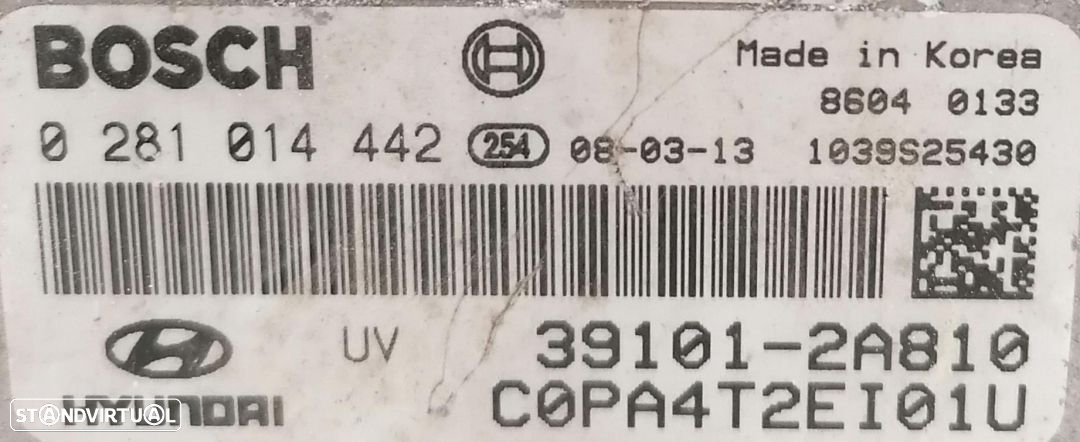 BOSCH
Made in Korea
8604 0133
0 281 014 442 254 08-03-13 1039S25430
UV 39101-2A810
HYUNDAI C0PA4T2EI01U
STANDVIRTUAL